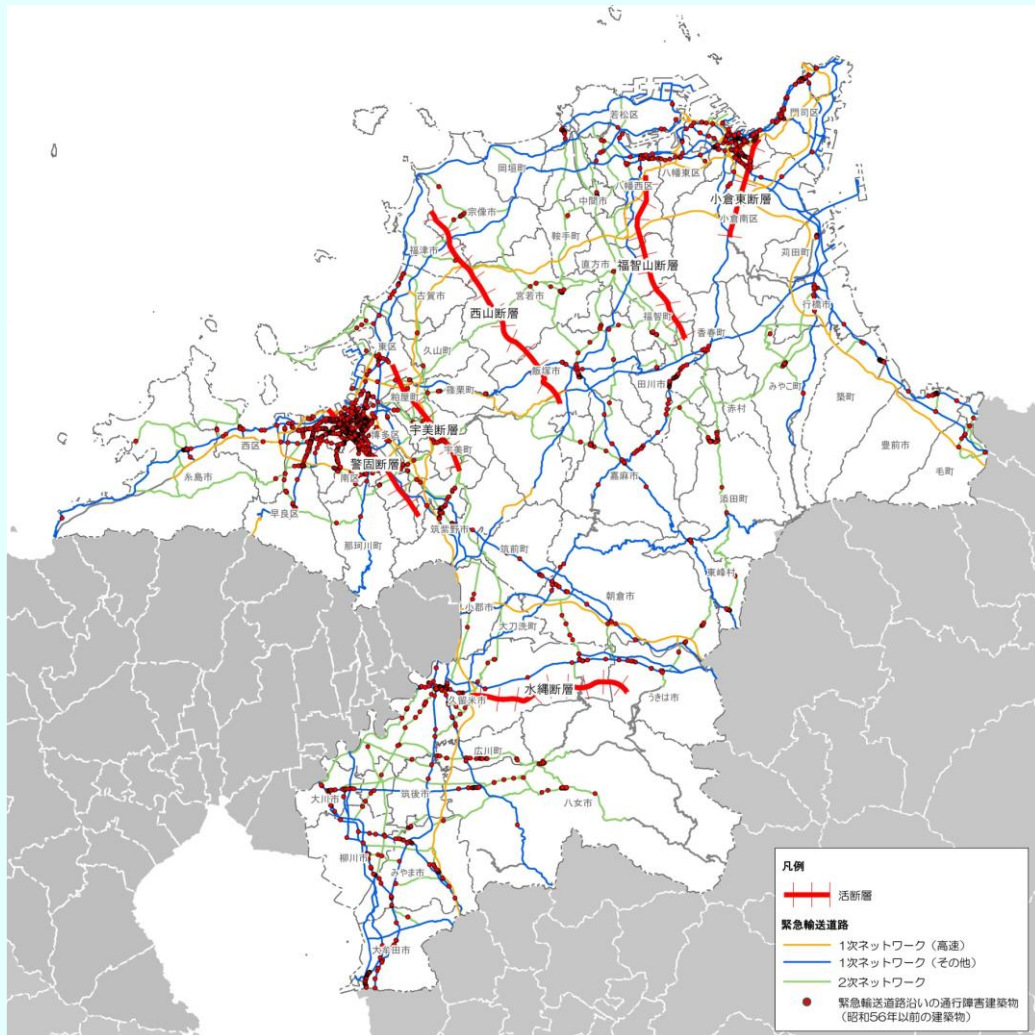 門司区
若松区
岡垣町
八幡東区
八幡西区
小倉東断層
中間市
宗像市
小倉南区
鞍手町
福津市
苅田町
直方市
福智山断層
古賀市
宮若市
行橋市
西山断層
福智町
香春町
東区
久山町
飯塚市
田川市
みやこ町
篠栗町
粕屋町
赤村
築町
博多区
宇美断層
西区
豊前市
宇美町
警固断層
糸島市
南区
嘉麻市
毛町
添田町
早良区
筑紫野市
那珂川町
筑前町
東峰村
小郡市
朝倉市
大刀洗町
水縄断層
久留米市
うきは市
広川町
大川市
筑後市
八女市
柳川市
みやま市
大牟田市
凡例
活断層
緊急輸送道路
1次ネットワーク（高速）
1次ネットワーク（その他）
2次ネットワーク
緊急輸送道路沿いの通行障害建築物
（昭和56年以前の建築物）